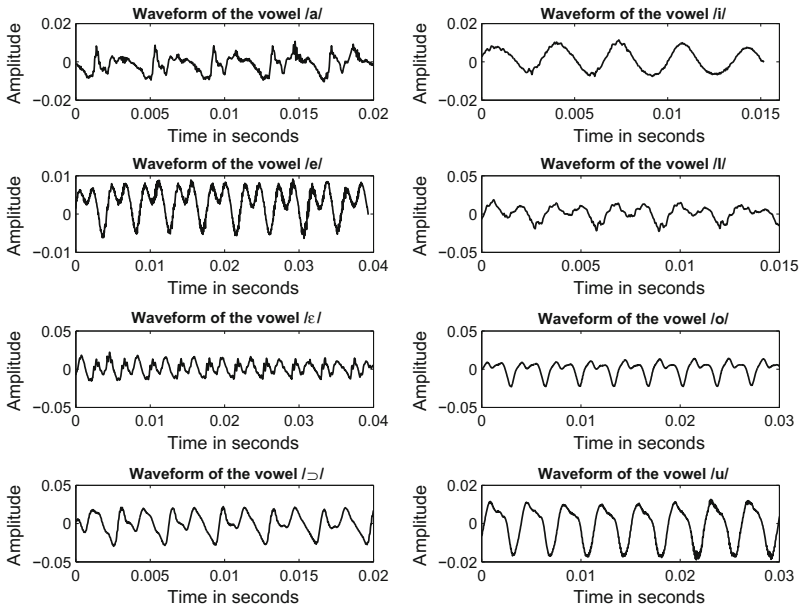 Waveform of the vowel /a/
0.02
0
−0.02
Amplitude
0 0.005 0.01 0.015 0.02
Time in seconds
Waveform of the vowel /i/
0.02
0
−0.02
Amplitude
0 0.005 0.01 0.015
Time in seconds
Waveform of the vowel /e/
0.01
0
−0.01
Amplitude
0 0.01 0.02 0.03 0.04
Time in seconds
Waveform of the vowel /I/
0.05
0
−0.05
Amplitude
0 0.005 0.01 0.015
Time in seconds
Waveform of the vowel /ε/
0.05
0
−0.05
Amplitude
0 0.01 0.02 0.03 0.04
Time in seconds
Waveform of the vowel /o/
0.05
0
−0.05
Amplitude
0 0.01 0.02 0.03
Time in seconds
Waveform of the vowel /⊃/
0.05
0
−0.05
Amplitude
0 0.005 0.01 0.015 0.02
Time in seconds
Waveform of the vowel /u/
0.02
0
−0.02
Amplitude
0 0.01 0.02 0.03
Time in seconds